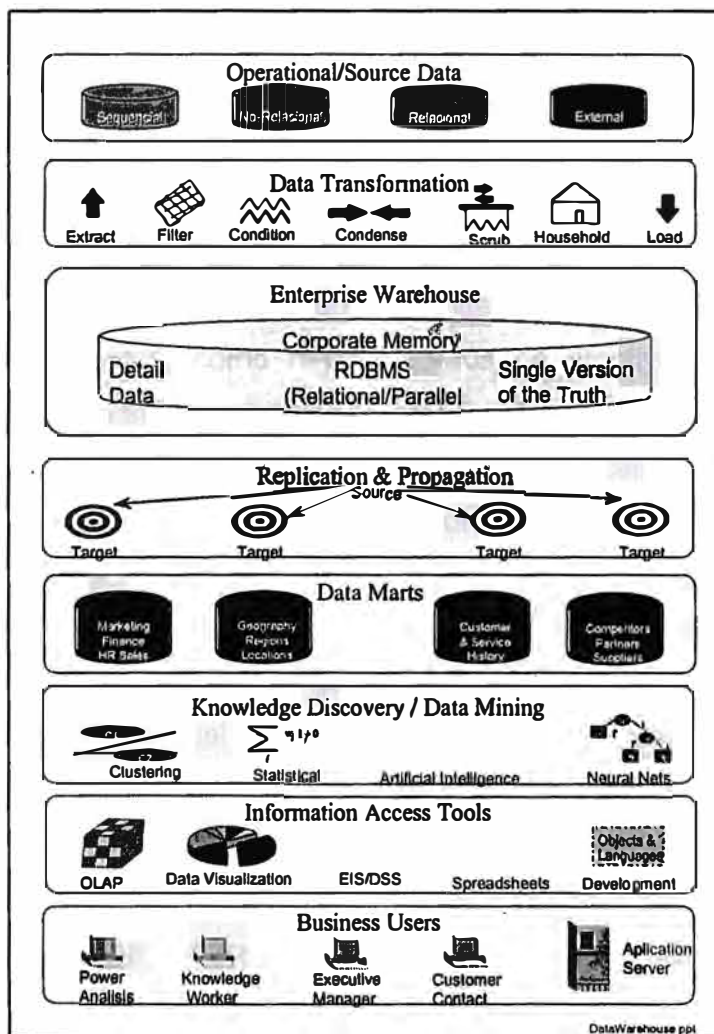 Operational/Source Data
Sequencial No-Relacional Relacional External
Data Transformation
Extract Filter Condition Condense Scrub Household Load
Enterprise Warehouse
Corporate Memory
Detail RDBMS Single Version
Data (Relational/Parallel of the Truth
Replication & Propagation
Source
Target Target Target Target
Data Marts
Marketing Geography Customer Competitors
Finance Regions & Service Partners
HR Sales Locations History Suppliers
Knowledge Discovery / Data Mining
Clustering Statistical Artificial Intelligence Neural Nets
Information Access Tools
Objects &
Languages
OLAP Data Visualization EIS/DSS Spreadsheets Development
Business Users
Power Knowledge Executive Customer Aplication
Analisis Worker Manager Contact Server
DataWarehouse.ppt